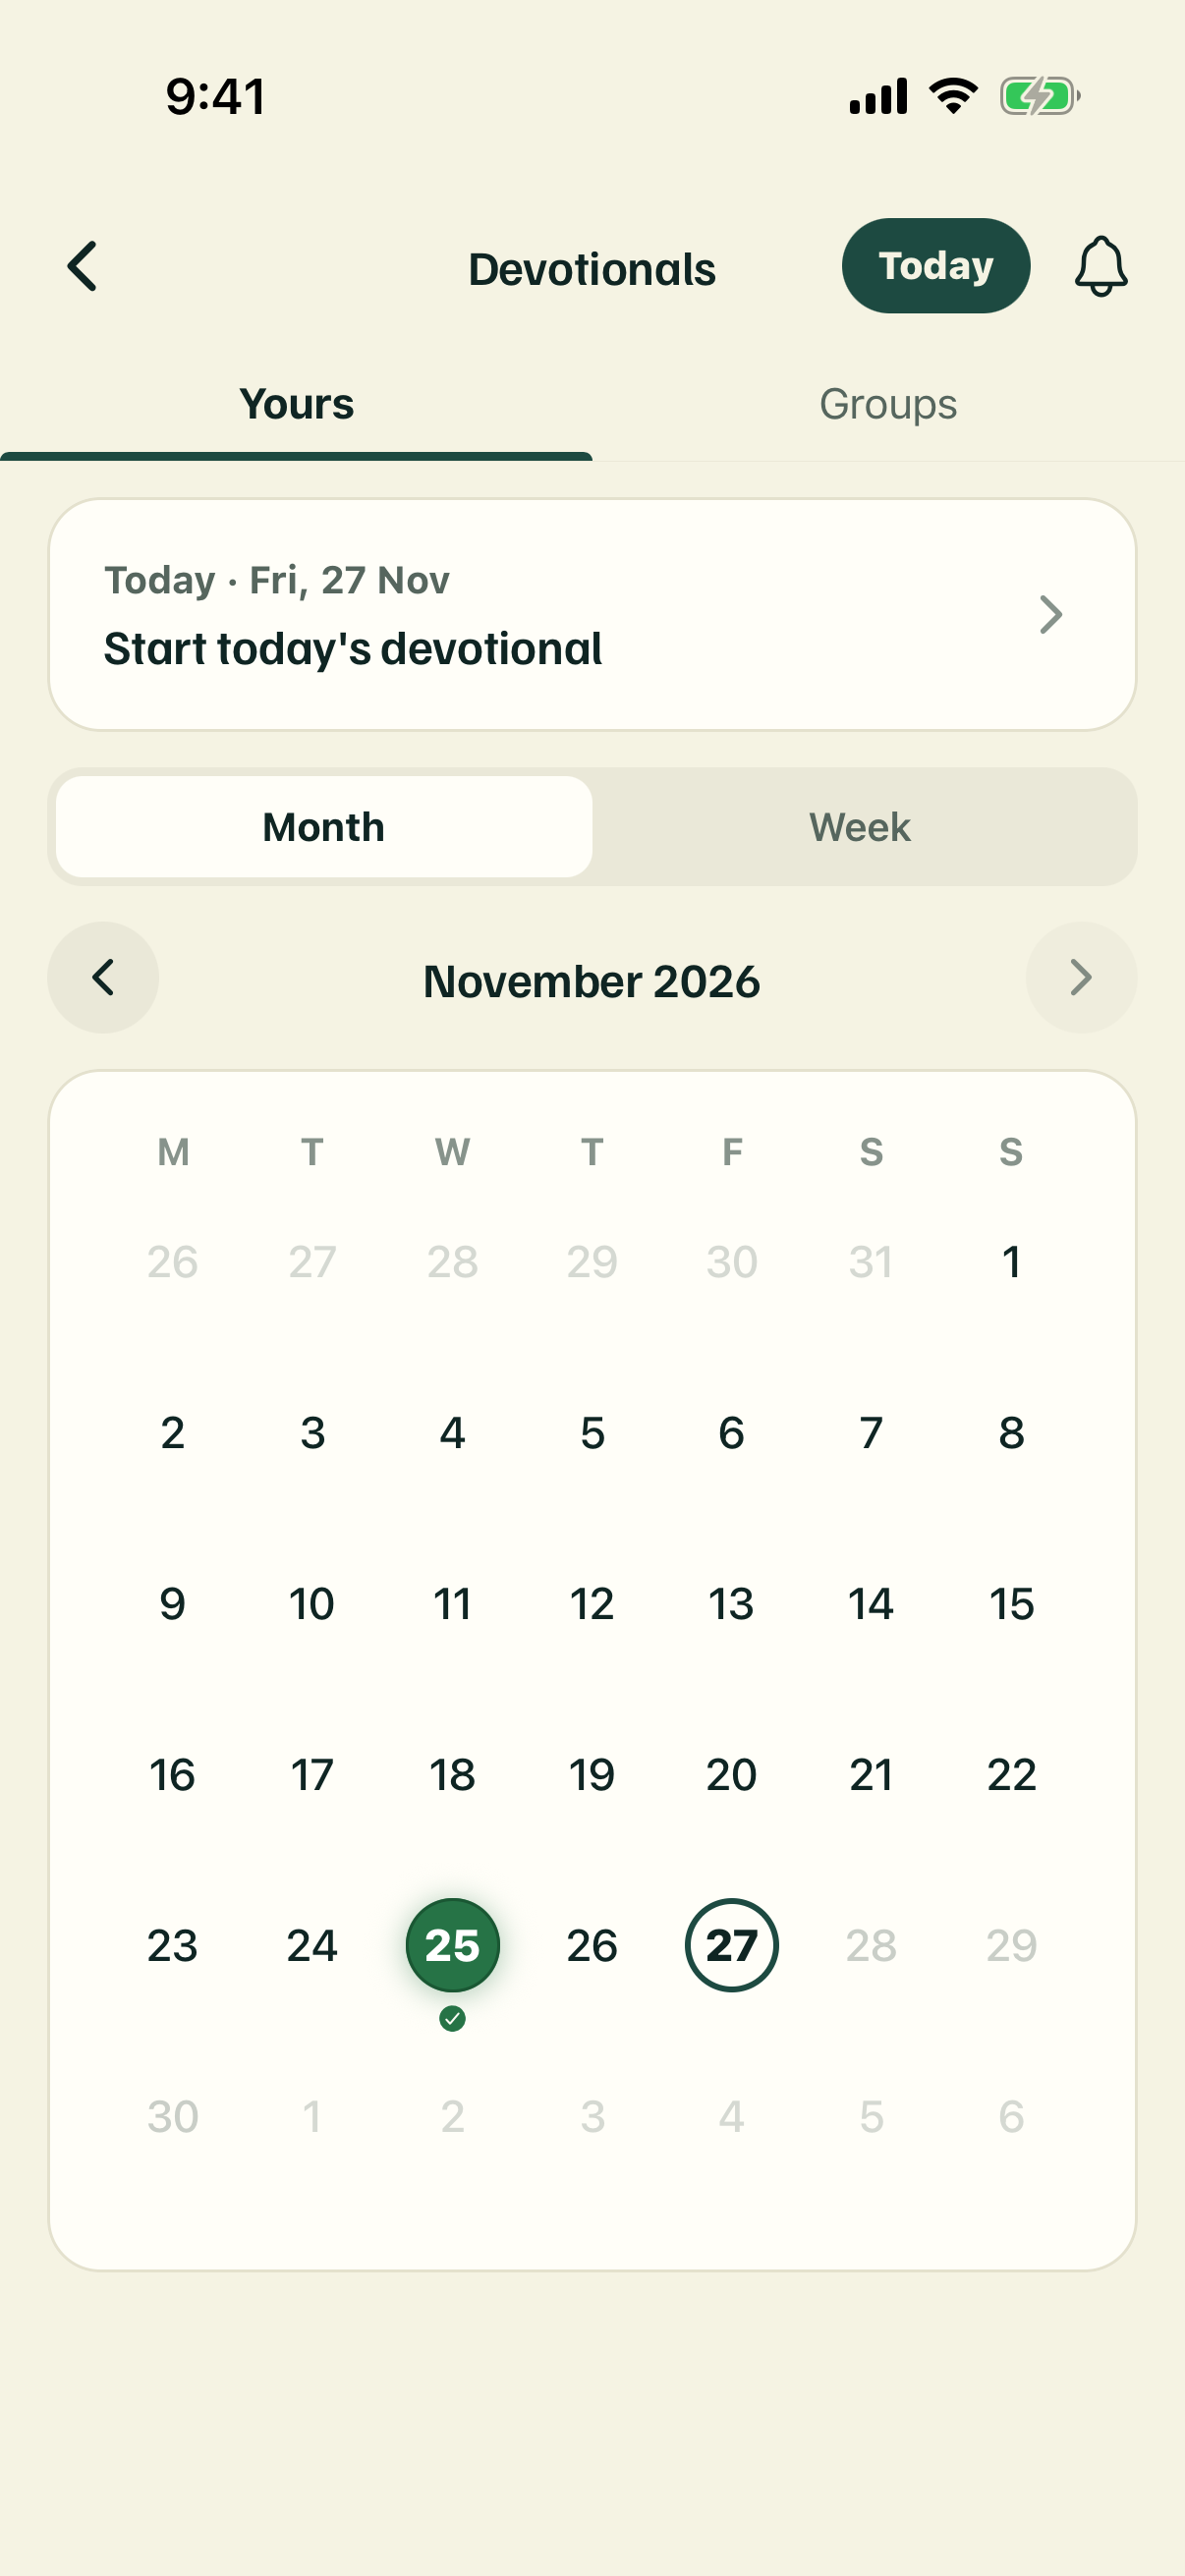 9:41
Devotionals
Today
Yours
Groups
Today · Fri, 27 Nov
Start today's devotional
Month
Week
November 2026
M T W T F S S
26 27 28 29 30 31 1
2 3 4 5 6 7 8
9 10 11 12 13 14 15
16 17 18 19 20 21 22
23 24 25 26 27 28 29
30 1 2 3 4 5 6